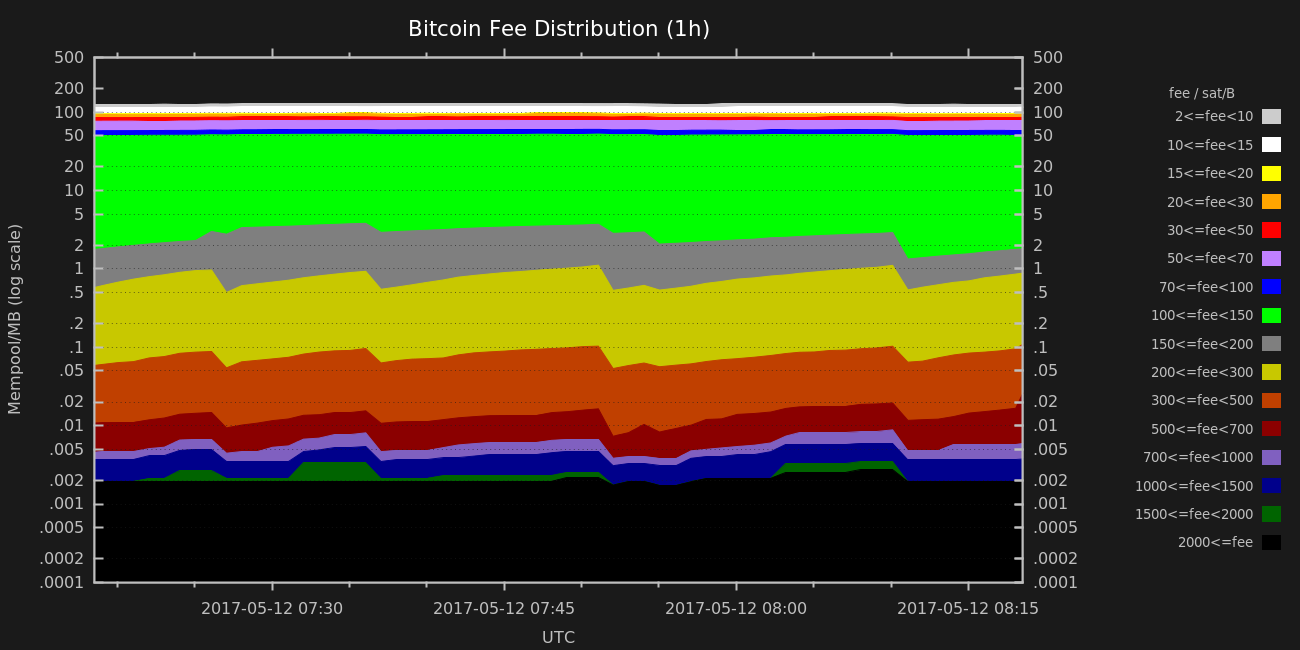 Bitcoin Fee Distribution (1h)
Mempool/MB (log scale)
500
200
100
50
20
10
5
2
1
.5
.2
.1
.05
.02
.01
.005
.002
.001
.0005
.0002
.0001
500
200
100
50
20
10
5
2
1
.5
.2
.1
.05
.02
.01
.005
.002
.001
.0005
.0002
.0001
2017-05-12 07:30
2017-05-12 07:45
2017-05-12 08:00
2017-05-12 08:15
UTC
fee / sat/B
2<=fee<10
10<=fee<15
15<=fee<20
20<=fee<30
30<=fee<50
50<=fee<70
70<=fee<100
100<=fee<150
150<=fee<200
200<=fee<300
300<=fee<500
500<=fee<700
700<=fee<1000
1000<=fee<1500
1500<=fee<2000
2000<=fee